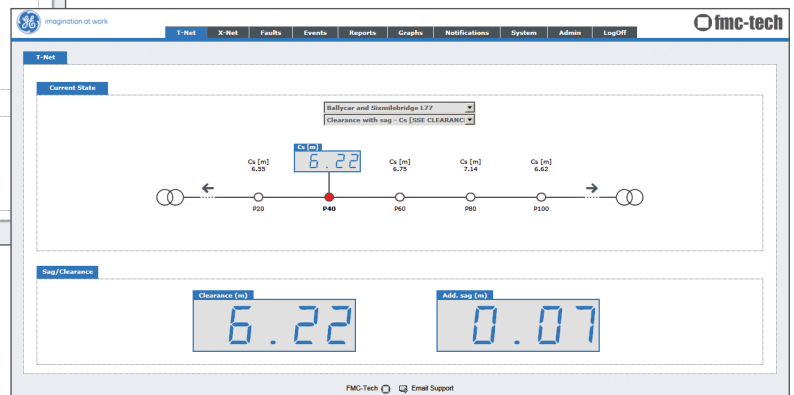 imagination at work
fmc-tech
T-Net X-Net Faults Events Reports Graphs Notifications System Admin LogOff
T-Net
Current State
Ballycar and Sixmilebridge L77
Clearance with sag - Cs [SSE CLEARANC
Cs [m]
6.22
Cs [m] Cs [m] Cs [m] Cs [m]
6.55 6.75 7.14 6.62
P20 P40 P60 P80 P100
Sag/Clearance
Clearance (m) Add. sag (m)
6.22 0.07
FMC-Tech Email Support